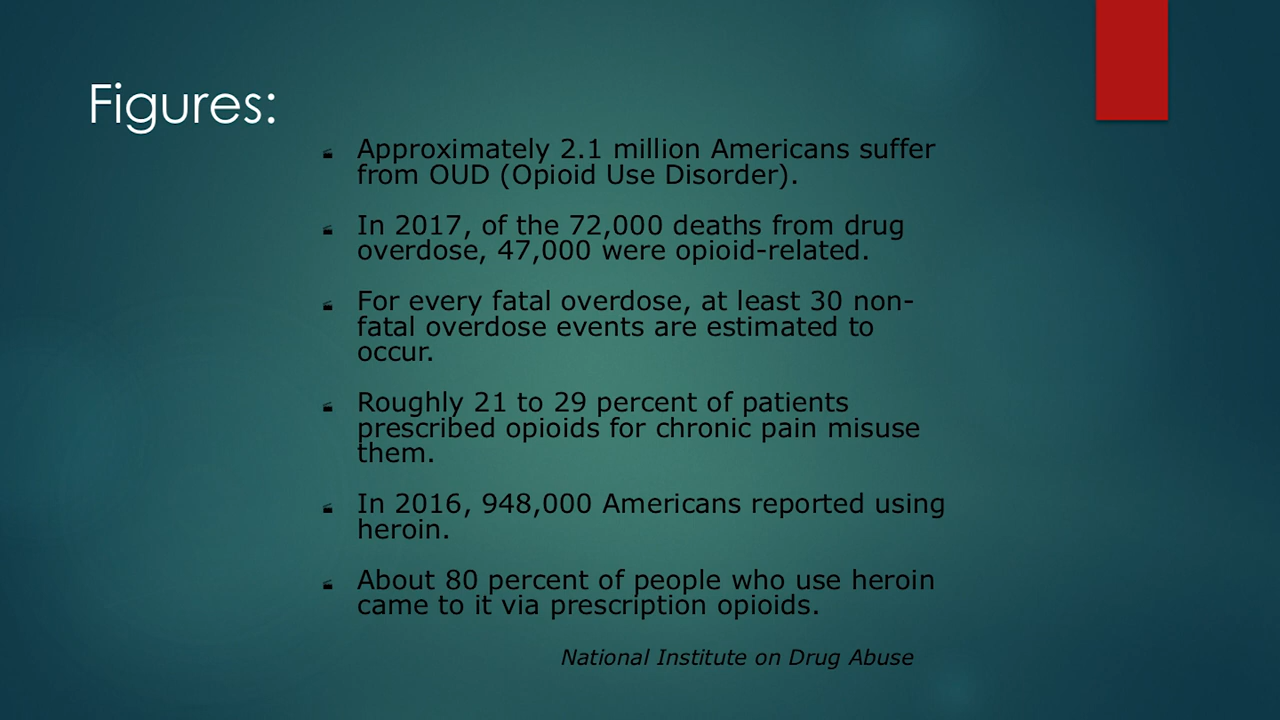 Figures:
Approximately 2.1 million Americans suffer
from OUD (Opioid Use Disorder).
In 2017, of the 72,000 deaths from drug
overdose, 47,000 were opioid-related.
For every fatal overdose, at least 30 non-
fatal overdose events are estimated to
occur.
Roughly 21 to 29 percent of patients
prescribed opioids for chronic pain misuse
them.
In 2016, 948,000 Americans reported using
heroin.
About 80 percent of people who use heroin
came to it via prescription opioids.
National Institute on Drug Abuse